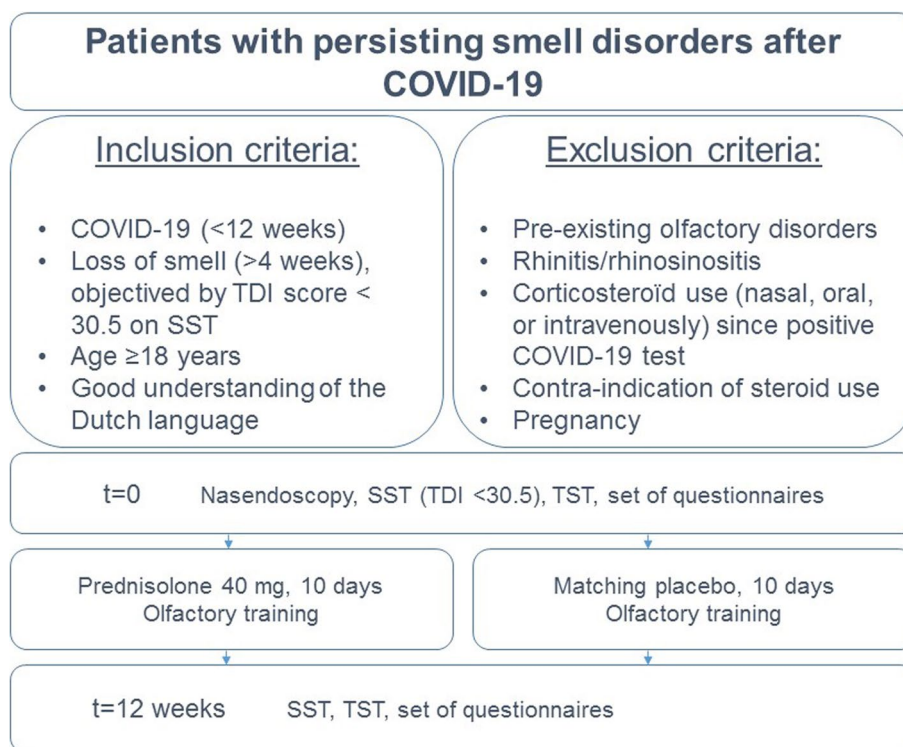 Patients with persisting smell disorders after
COVID-19
Inclusion criteria:
• COVID-19 (<12 weeks)
• Loss of smell (>4 weeks),
objectived by TDI score <
30.5 on SST
• Age ≥18 years
• Good understanding of the
Dutch language
Exclusion criteria:
• Pre-existing olfactory disorders
• Rhinitis/rhinosinositis
• Corticosteroïd use (nasal, oral,
or intravenously) since positive
COVID-19 test
• Contra-indication of steroid use
• Pregnancy
t=0 Nasendoscopy, SST (TDI <30.5), TST, set of questionnaires
Prednisolone 40 mg, 10 days
Olfactory training
Matching placebo, 10 days
Olfactory training
t=12 weeks SST, TST, set of questionnaires